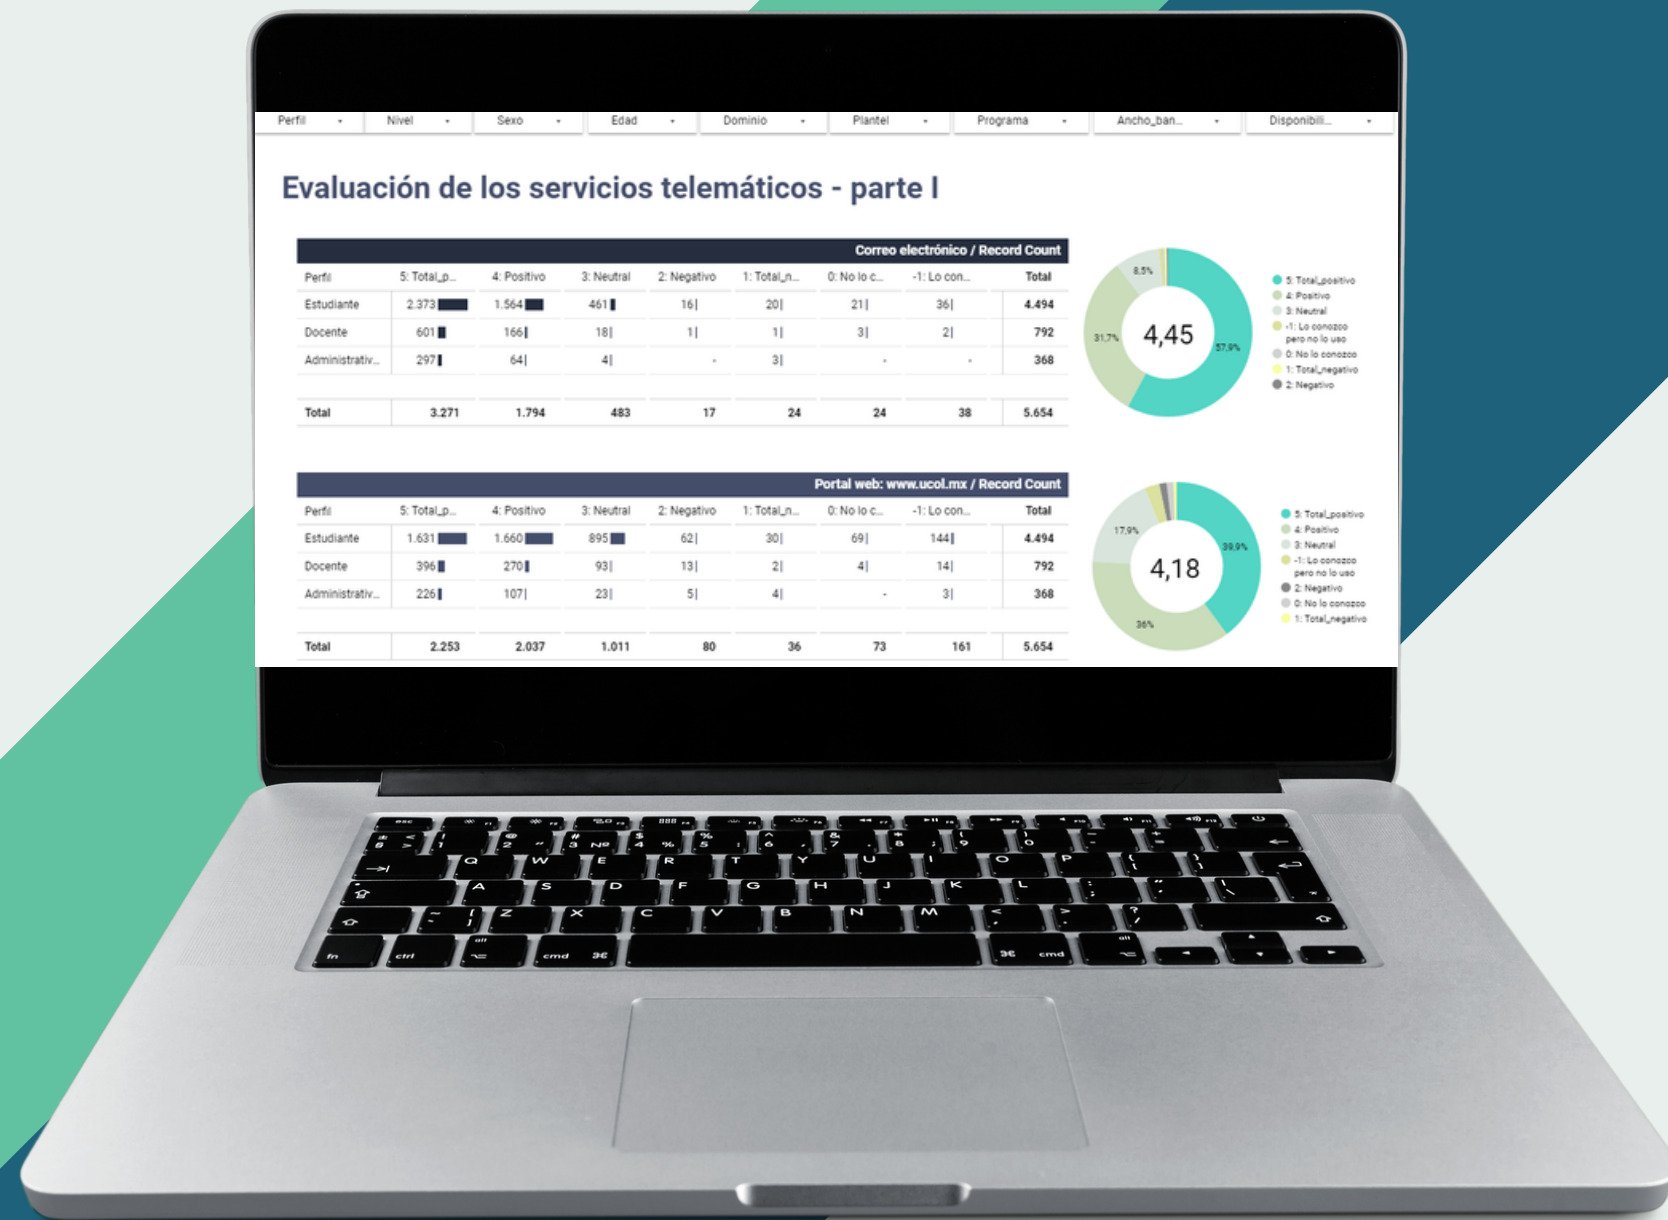 Perfil Nivel Sexo Edad Dominio Plantel Programa Ancho_ban... Disponibili...
Evaluación de los servicios telemáticos - parte I
Correo electrónico / Record Count
Perfil 5: Total_p... 4: Positivo 3: Neutral 2: Negativo 1: Total_n... 0: No lo c... -1: Lo con... Total
Estudiante 2.373 1.564 461 16 20 21 36 4.494
Docente 601 166 18 1 1 3 2 792
Administrativ... 297 64 4 - 3 - - 368
Total 3.271 1.794 483 17 24 24 38 5.654
8,5%
31,7%
4,45
57,9%
5: Total_positivo
4: Positivo
3: Neutral
-1: Lo conozco
pero no lo uso
0: No lo conozco
1: Total_negativo
2: Negativo
Portal web: www.ucol.mx / Record Count
Perfil 5: Total_p... 4: Positivo 3: Neutral 2: Negativo 1: Total_n... 0: No lo c... -1: Lo con... Total
Estudiante 1.631 1.660 895 62 30 69 144 4.494
Docente 396 270 93 13 2 4 14 792
Administrativ... 226 107 23 5 4 - 3 368
Total 2.253 2.037 1.011 80 36 73 161 5.654
17,9%
39,9%
4,18
36%
5: Total_positivo
4: Positivo
3: Neutral
-1: Lo conozco
pero no lo uso
2: Negativo
0: No lo conozco
1: Total_negativo
esc
Q W E R T Y U I O P
A S D F G H J K L
Z X C V B N M
fn ctrl alt cmd cmd alt